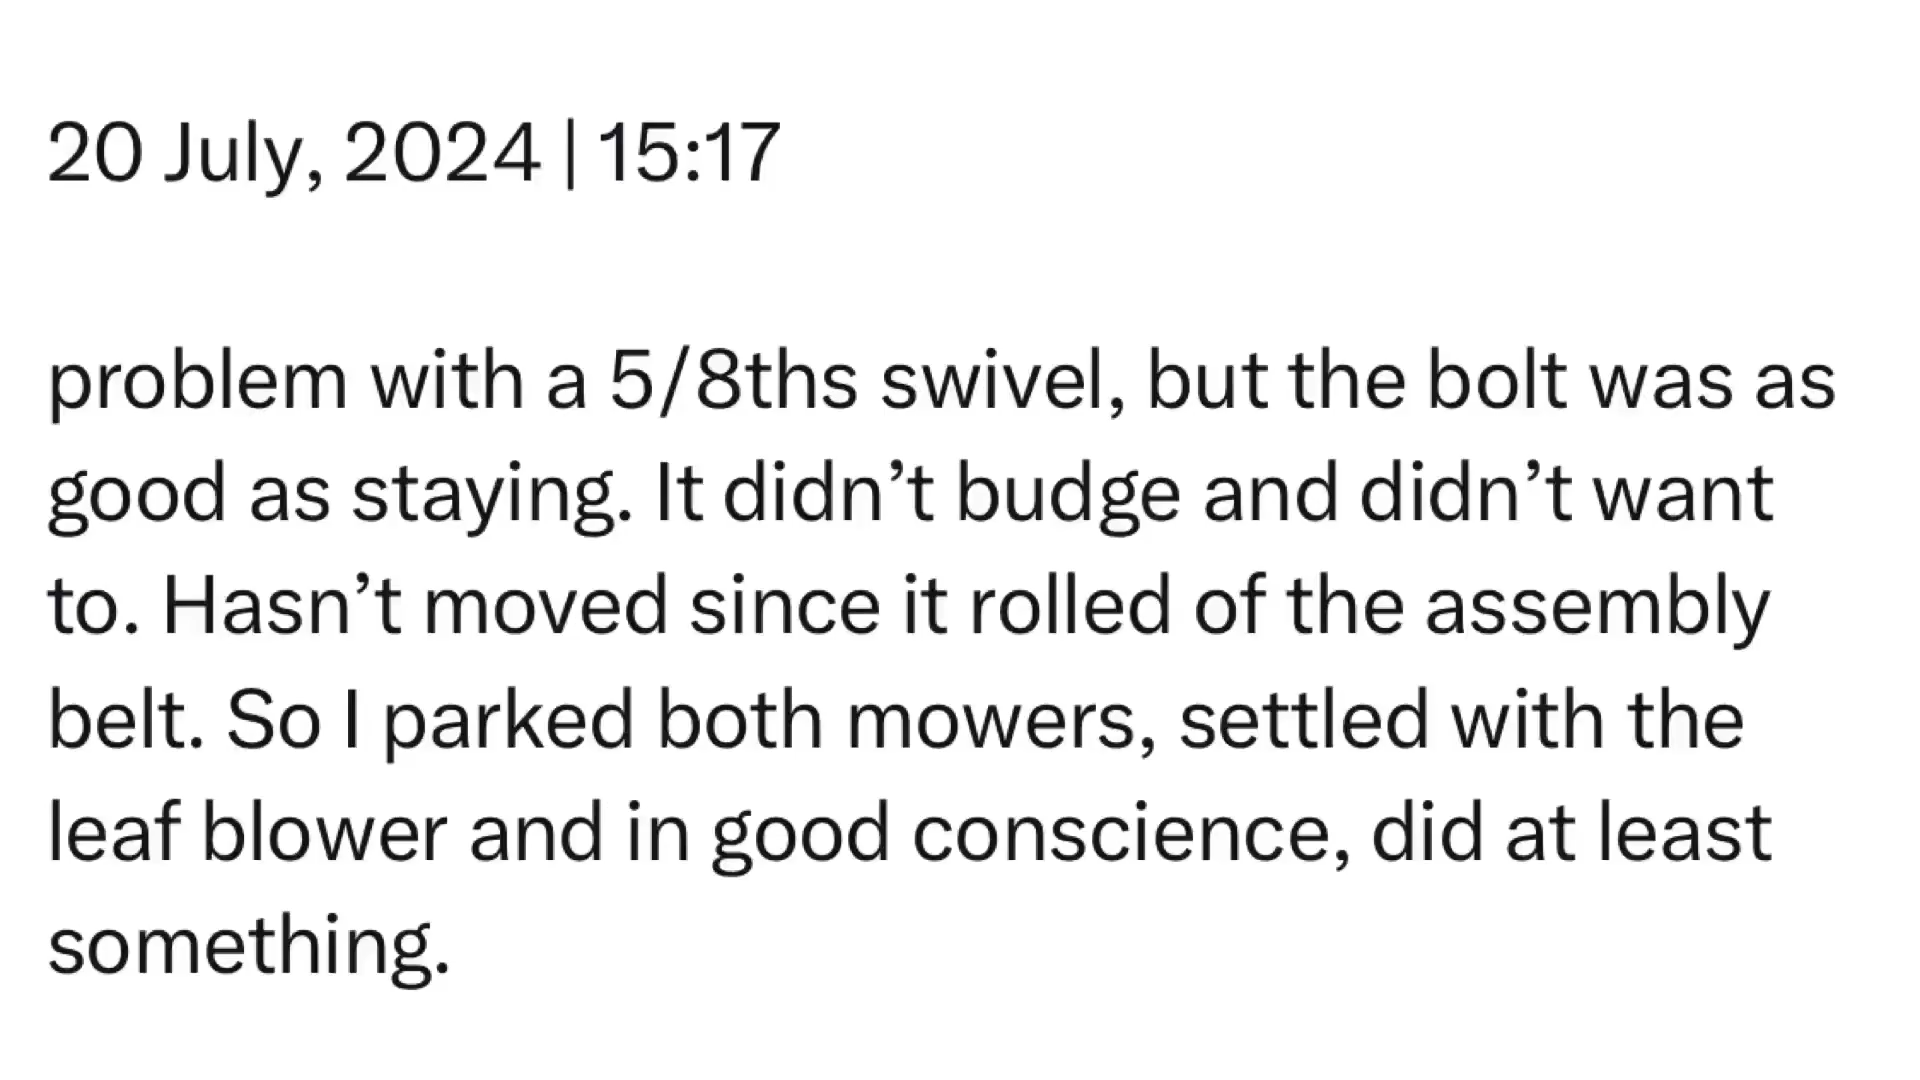 20 July, 2024 | 15:17
problem with a 5/8ths swivel, but the bolt was as
good as staying. It didn’t budge and didn’t want
to. Hasn’t moved since it rolled of the assembly
belt. So I parked both mowers, settled with the
leaf blower and in good conscience, did at least
something.